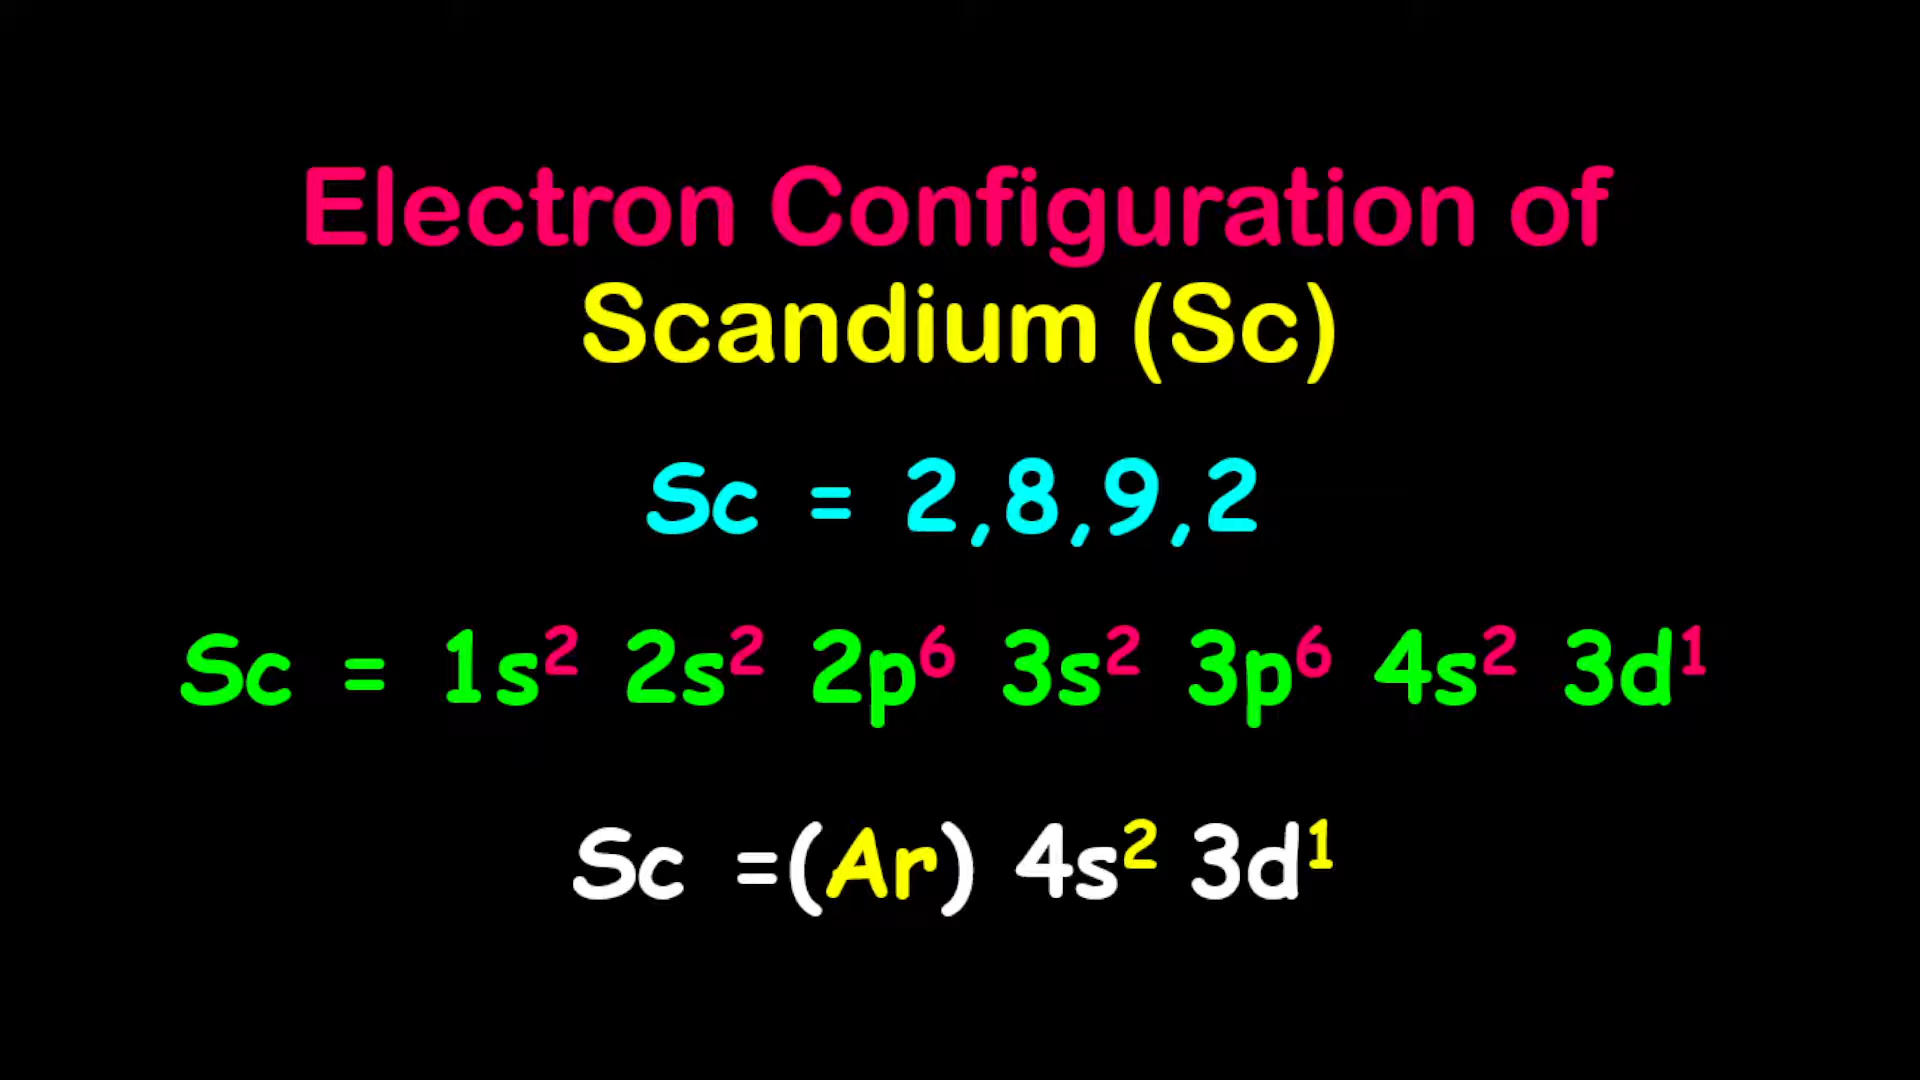 Electron Configuration of
Scandium (Sc)
Sc = 2,8,9,2
Sc = 1s² 2s² 2p⁶ 3s² 3p⁶ 4s² 3d¹
Sc =(Ar) 4s² 3d¹